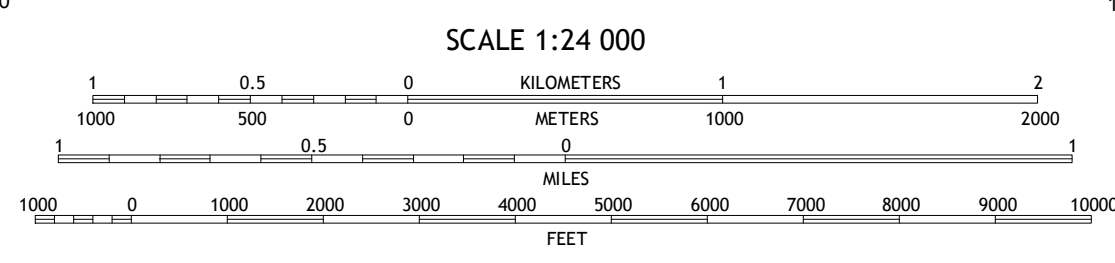 SCALE 1:24 000
1 0.5 0 KILOMETERS 1 2
1000 500 0 METERS 1000 2000
1 0.5 0 1
MILES
1000 0 1000 2000 3000 4000 5000 6000 7000 8000 9000 10000
FEET